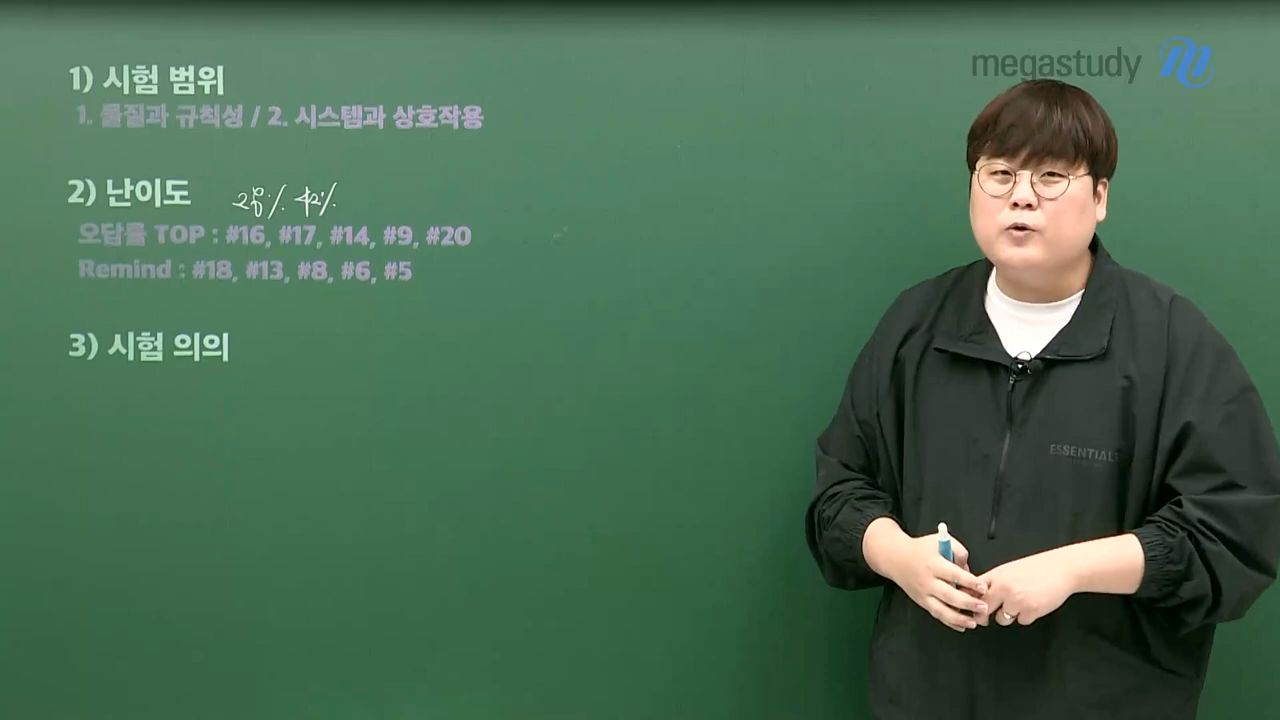 megastudy
1) 시험 범위
1. 물질과 규칙성 / 2. 시스템과 상호작용
2) 난이도
42%
오답률 TOP : #16, #17, #14, #9, #20
Remind : #18, #13, #8, #6, #5
3) 시험 의의
ESSENTIALS